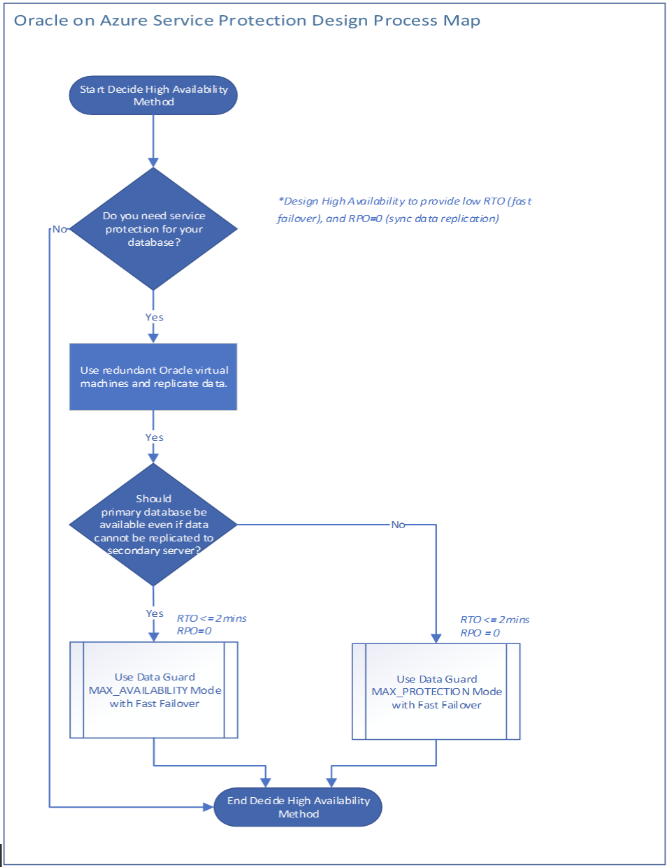 Oracle on Azure Service Protection Design Process Map
Start Decide High Availability
Method
Do you need service
protection for your
database?
*Design High Availability to provide low RTO (fast
failover), and RPO=0 (sync data replication)
No
Yes
Use redundant Oracle virtual
machines and replicate data.
Yes
Should
primary database be
available even if data
cannot be replicated to
secondary server?
No
Yes
RTO <= 2 mins
RPO=0
RTO <= 2 mins
RPO = 0
Use Data Guard
MAX_AVAILABILITY Mode
with Fast Failover
Use Data Guard
MAX_PROTECTION Mode
with Fast Failover
End Decide High Availability
Method